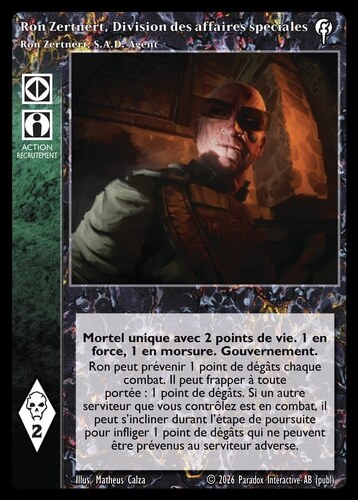 Ron Zertnert, Division des affaires spéciales
Ron Zertnert, S.A.D. Agent
ACTION
RECRUTEMENT
Mortel unique avec 2 points de vie. 1 en
force, 1 en morsure. Gouvernement.
Ron peut prévenir 1 point de dégâts chaque
combat. Il peut frapper à toute
portée : 1 point de dégâts. Si un autre
serviteur que vous contrôlez est en combat, il
peut s'incliner durant l'étape de poursuite
pour infliger 1 point de dégâts qui ne peuvent
être prévenus au serviteur adverse.
2
Illus. Matheus Calza
© 2026 Paradox Interactive AB (publ)